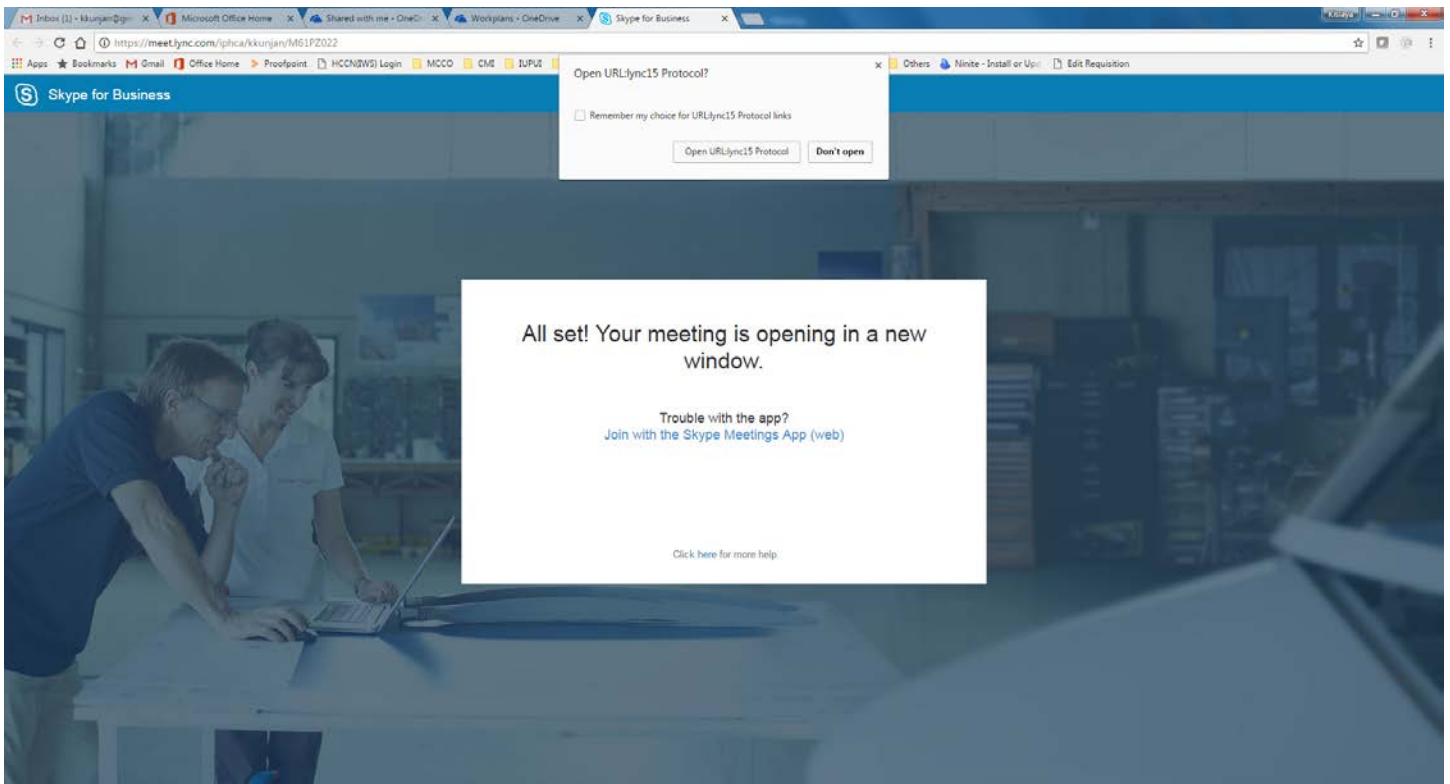 Inbox (1) - kkunjan@gm
Microsoft Office Home
Shared with me - OneD
Workplans - OneDrive
Skype for Business
https://meet.lync.com/iphca/kkunjan/M61PZ022
Apps
Bookmarks
Gmail
Office Home
Proofpoint
HCCN(IWS) Login
MCCO
CMI
IUPUI
Others
Ninite - Install or Up
Edit Requisition
Skype for Business
Open URL:lync15 Protocol?
Remember my choice for URL:lync15 Protocol links
Open URL:lync15 Protocol
Don't open
All set! Your meeting is opening in a new
window.
Trouble with the app?
Join with the Skype Meetings App (web)
Click here for more help